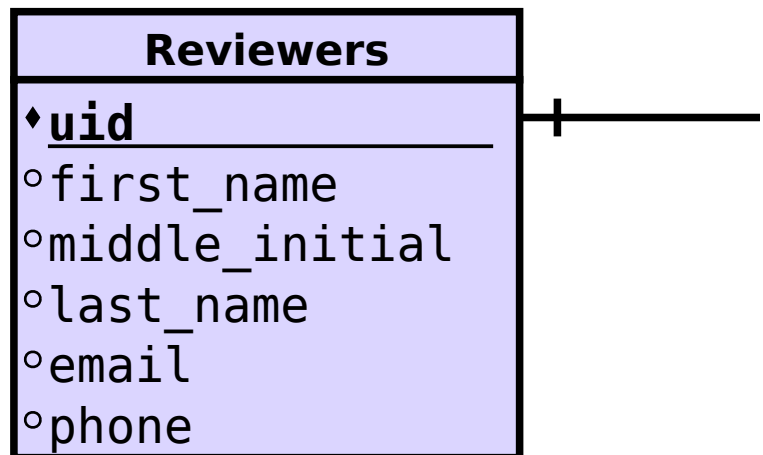 Reviewers
uid
first_name
middle_initial
last_name
email
phone